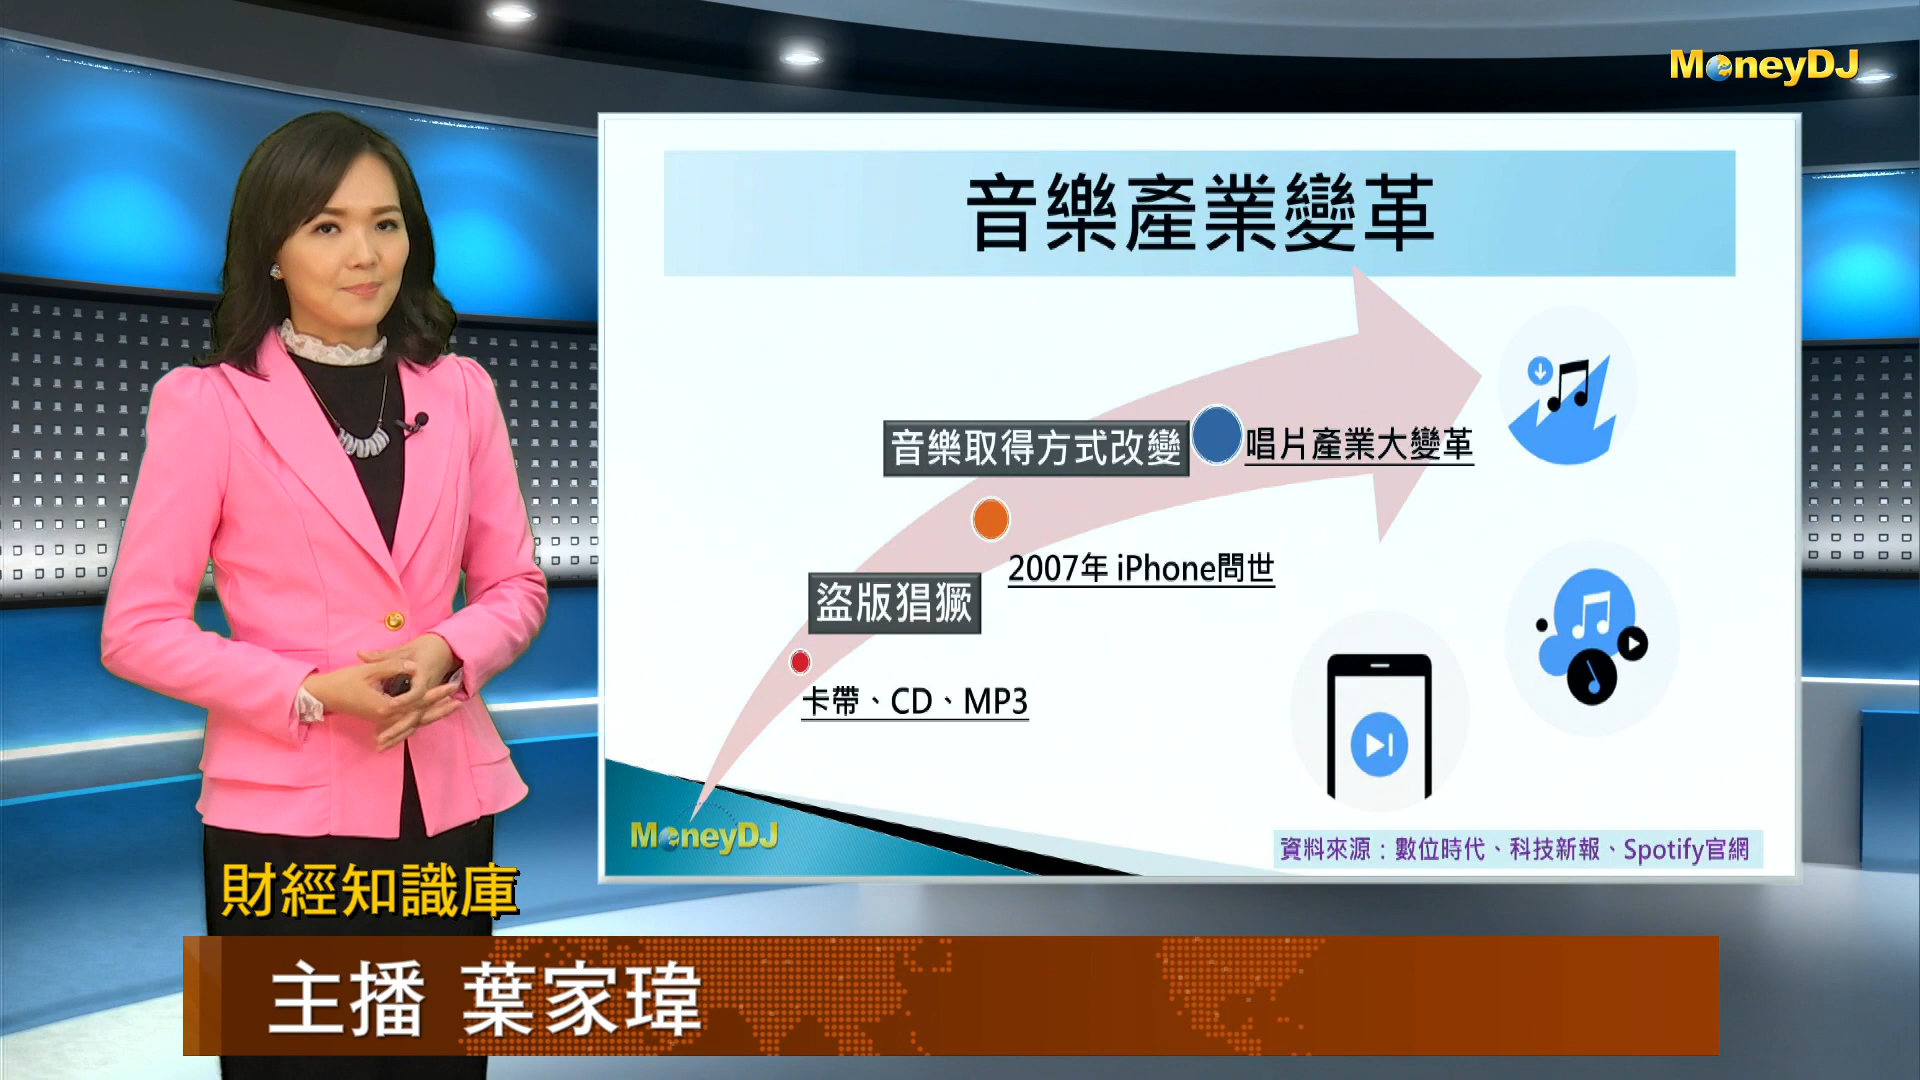 MoneyDJ
音樂產業變革
音樂取得方式改變
唱片產業大變革
2007年 iPhone問世
盜版猖獗
卡帶、CD、MP3
MoneyDJ
資料來源：數位時代、科技新報、Spotify官網
財經知識庫
主播 葉家瑋